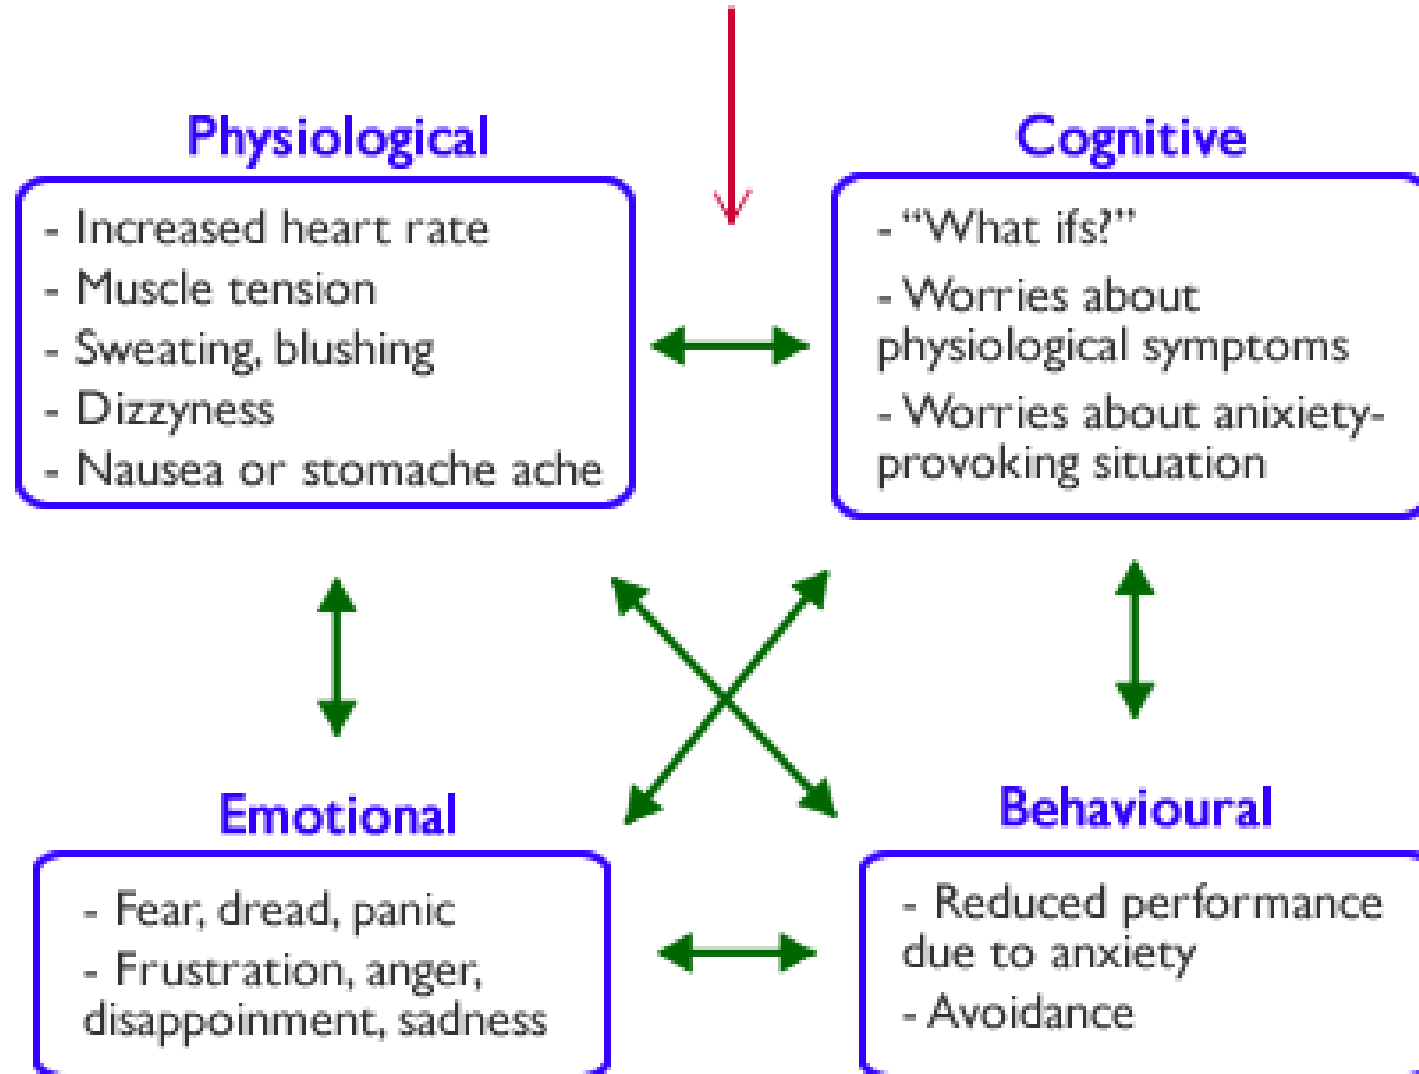 Physiological
- Increased heart rate
- Muscle tension
- Sweating, blushing
- Dizzyness
- Nausea or stomache ache
Cognitive
- “What ifs?”
- Worries about
physiological symptoms
- Worries about anixiety-
provoking situation
Emotional
- Fear, dread, panic
- Frustration, anger,
disappoinment, sadness
Behavioural
- Reduced performance
due to anxiety
- Avoidance